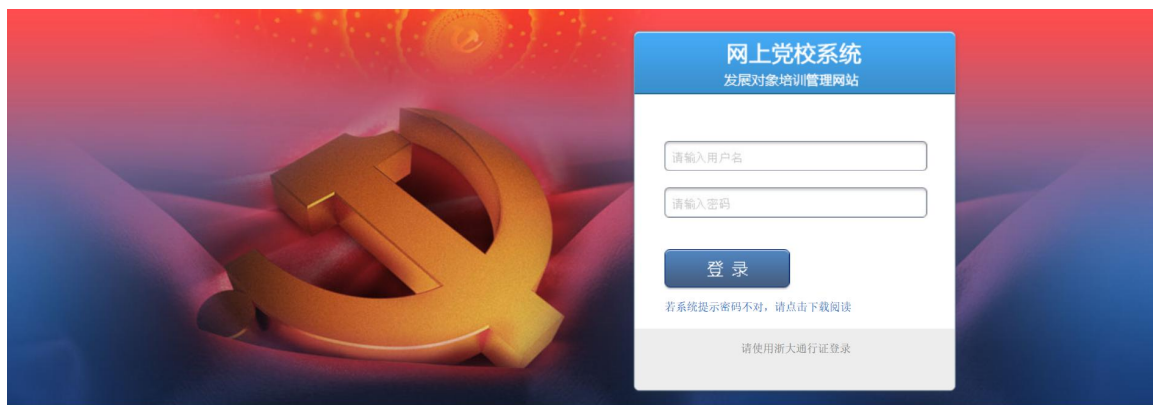 网上党校系统
发展对象培训管理网站
请输入用户名
请输入密码
登录
若系统提示密码不对，请点击下载阅读
请使用浙大通行证登录